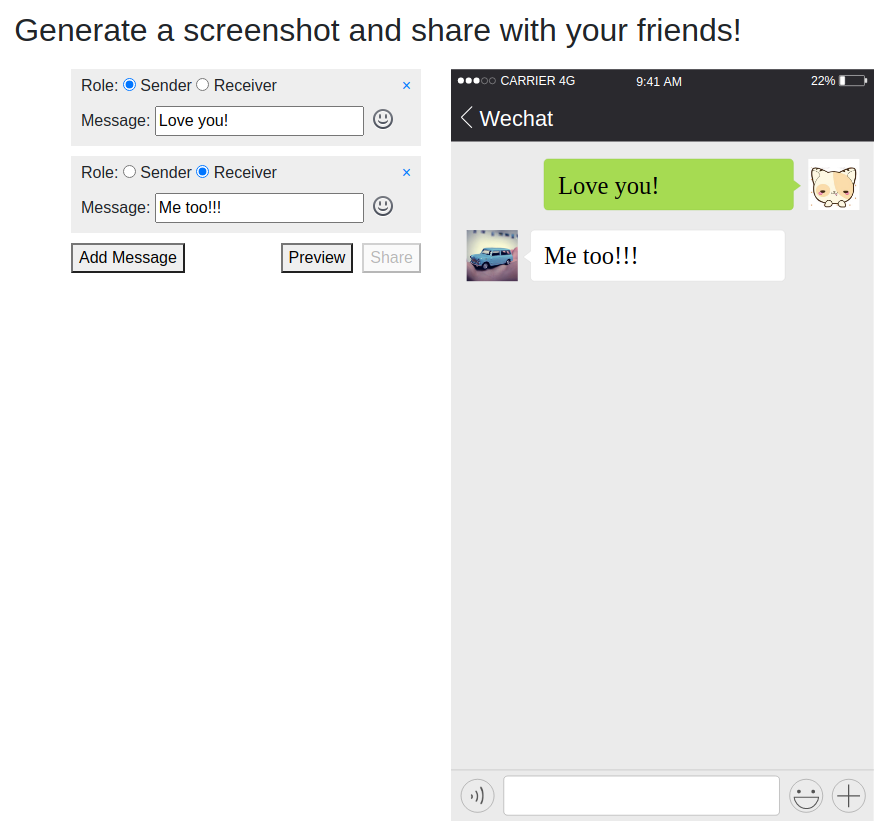 Generate a screenshot and share with your friends!
Role: Sender Receiver ×
Message: Love you!
Role: Sender Receiver ×
Message: Me too!!!
Add Message Preview Share
CARRIER 4G 9:41 AM 22%
Wechat
Love you!
Me too!!!